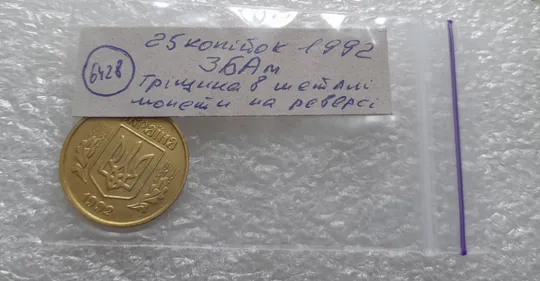 25 копійок 1992
6428
3БАм
Тріщина в металі
монети на реверсі
Україна
1992